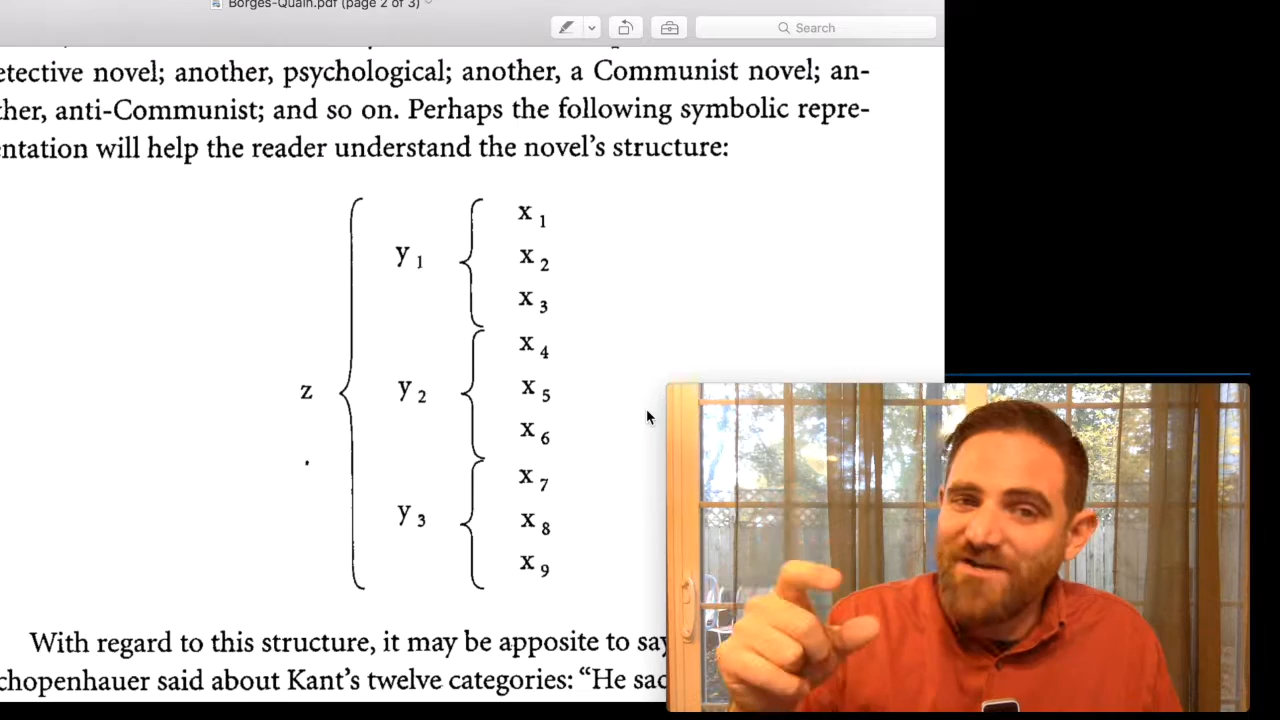 Borges-Quain.pdf (page 2 of 3)
Search
etective novel; another, psychological; another, a Communist novel; an-
ther, anti-Communist; and so on. Perhaps the following symbolic repre-
entation will help the reader understand the novel's structure:
x 1
y 1
x 2
x 3
x 4
z
y 2
x 5
x 6
x 7
y 3
x 8
x 9
With regard to this structure, it may be apposite to say
chopenhauer said about Kant's twelve categories: “He sac